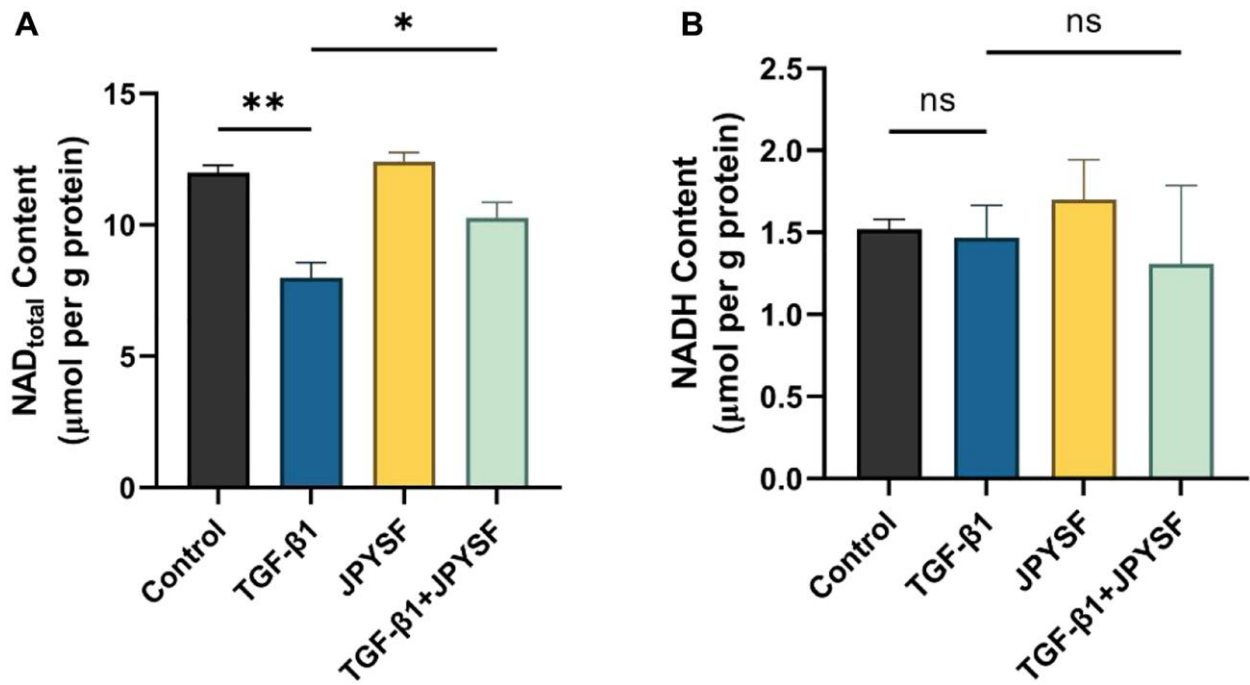 A
*
**
15
10
5
0
NADtotal Content
(μmol per g protein)
Control
TGF-β1
JPYSF
TGF-β1+JPYSF
B
ns
ns
2.5
2.0
1.5
1.0
0.5
0.0
NADH Content
(μmol per g protein)
Control
TGF-β1
JPYSF
TGF-β1+JPYSF